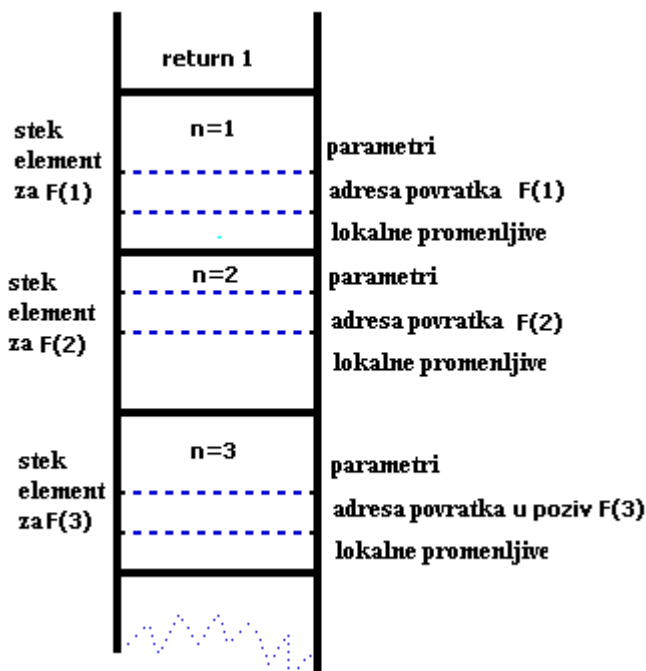 return 1
stek
element
za F(1)
n=1
parametri
adresa povratka F(1)
lokalne promenljive
stek
element
za F(2)
n=2
parametri
adresa povratka F(2)
lokalne promenljive
stek
element
za F(3)
n=3
parametri
adresa povratka u poziv F(3)
lokalne promenljive